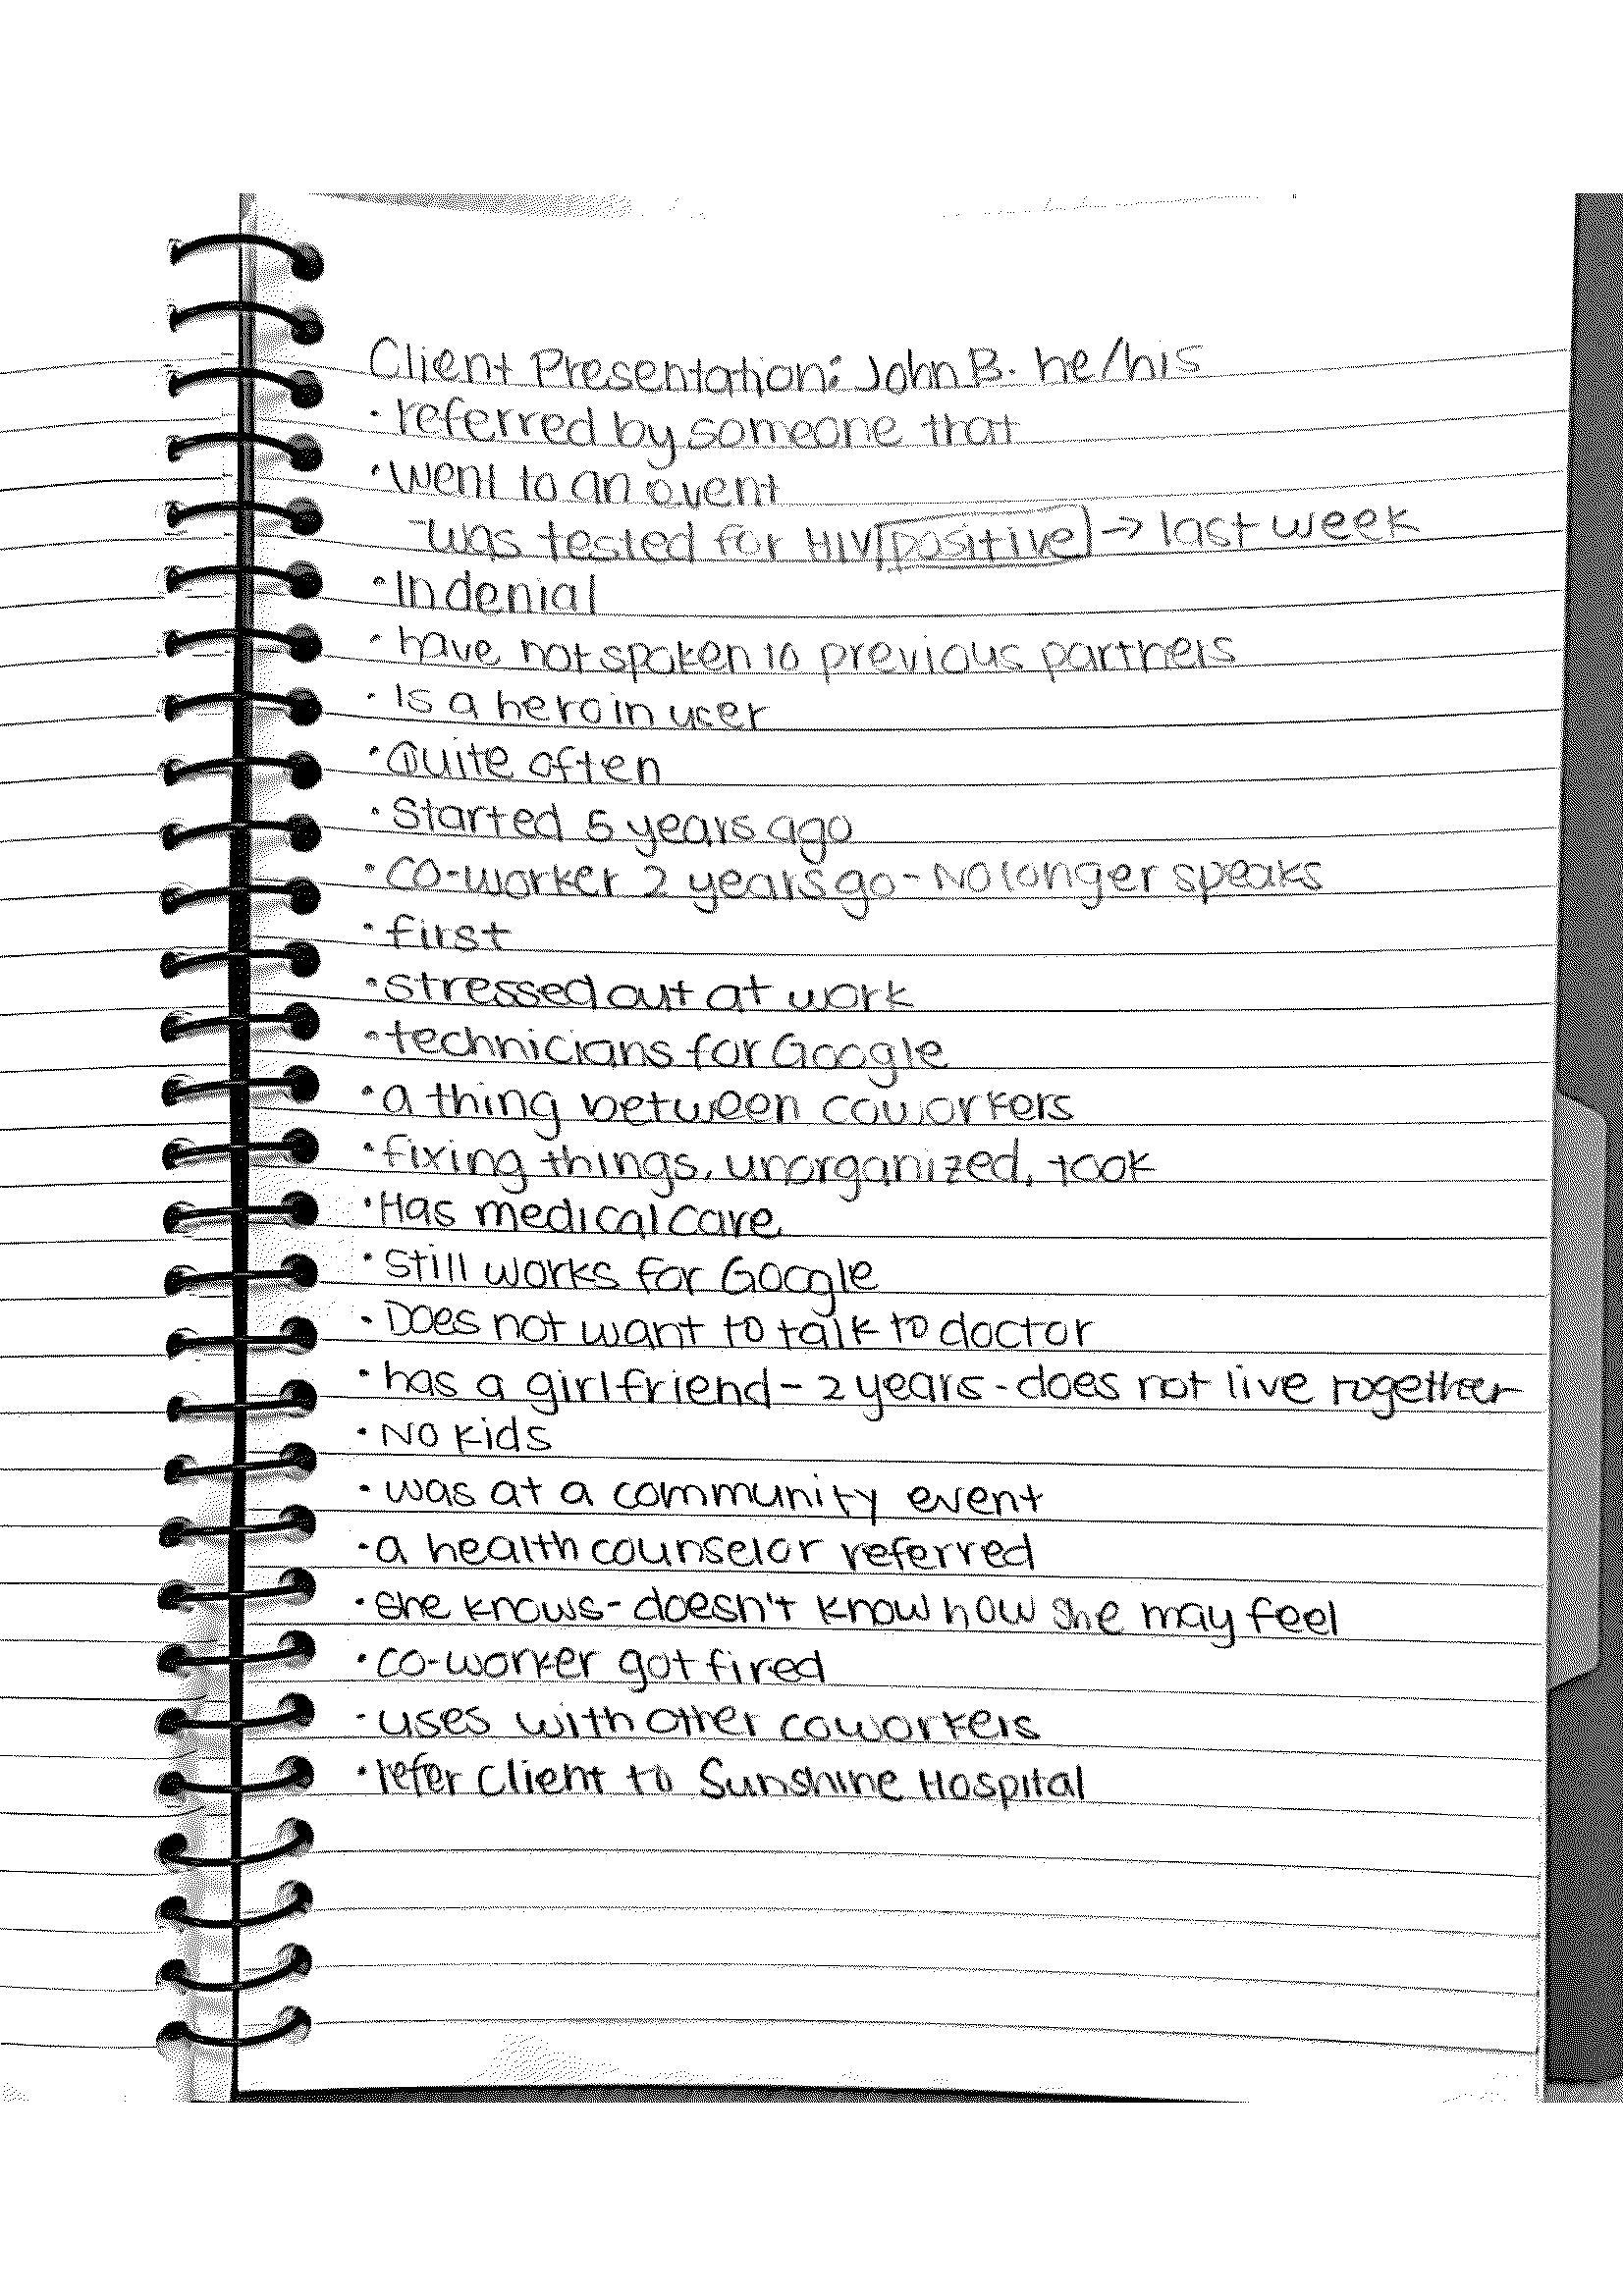 Client Presentation: John B. he/his
· referred by someone that
· went to an event
- was tested for HIV positive → last week
· In denial
· have not spoken to previous partners
· Is a heroin user
· Quite often
· Started 5 years ago
· co-worker 2 years go - No longer speaks
· first
· stressed out at work
· technicians for Google
· a thing between coworkers
· fixing things, unorganized, took
· Has medical care
· still works for Google
· Does not want to talk to doctor
· has a girlfriend - 2 years - does not live together
· No kids
· was at a community event
· a health counselor referred
· she knows - doesn't know how she may feel
· co-worker got fired
· uses with other coworkers
· refer Client to Sunshine Hospital